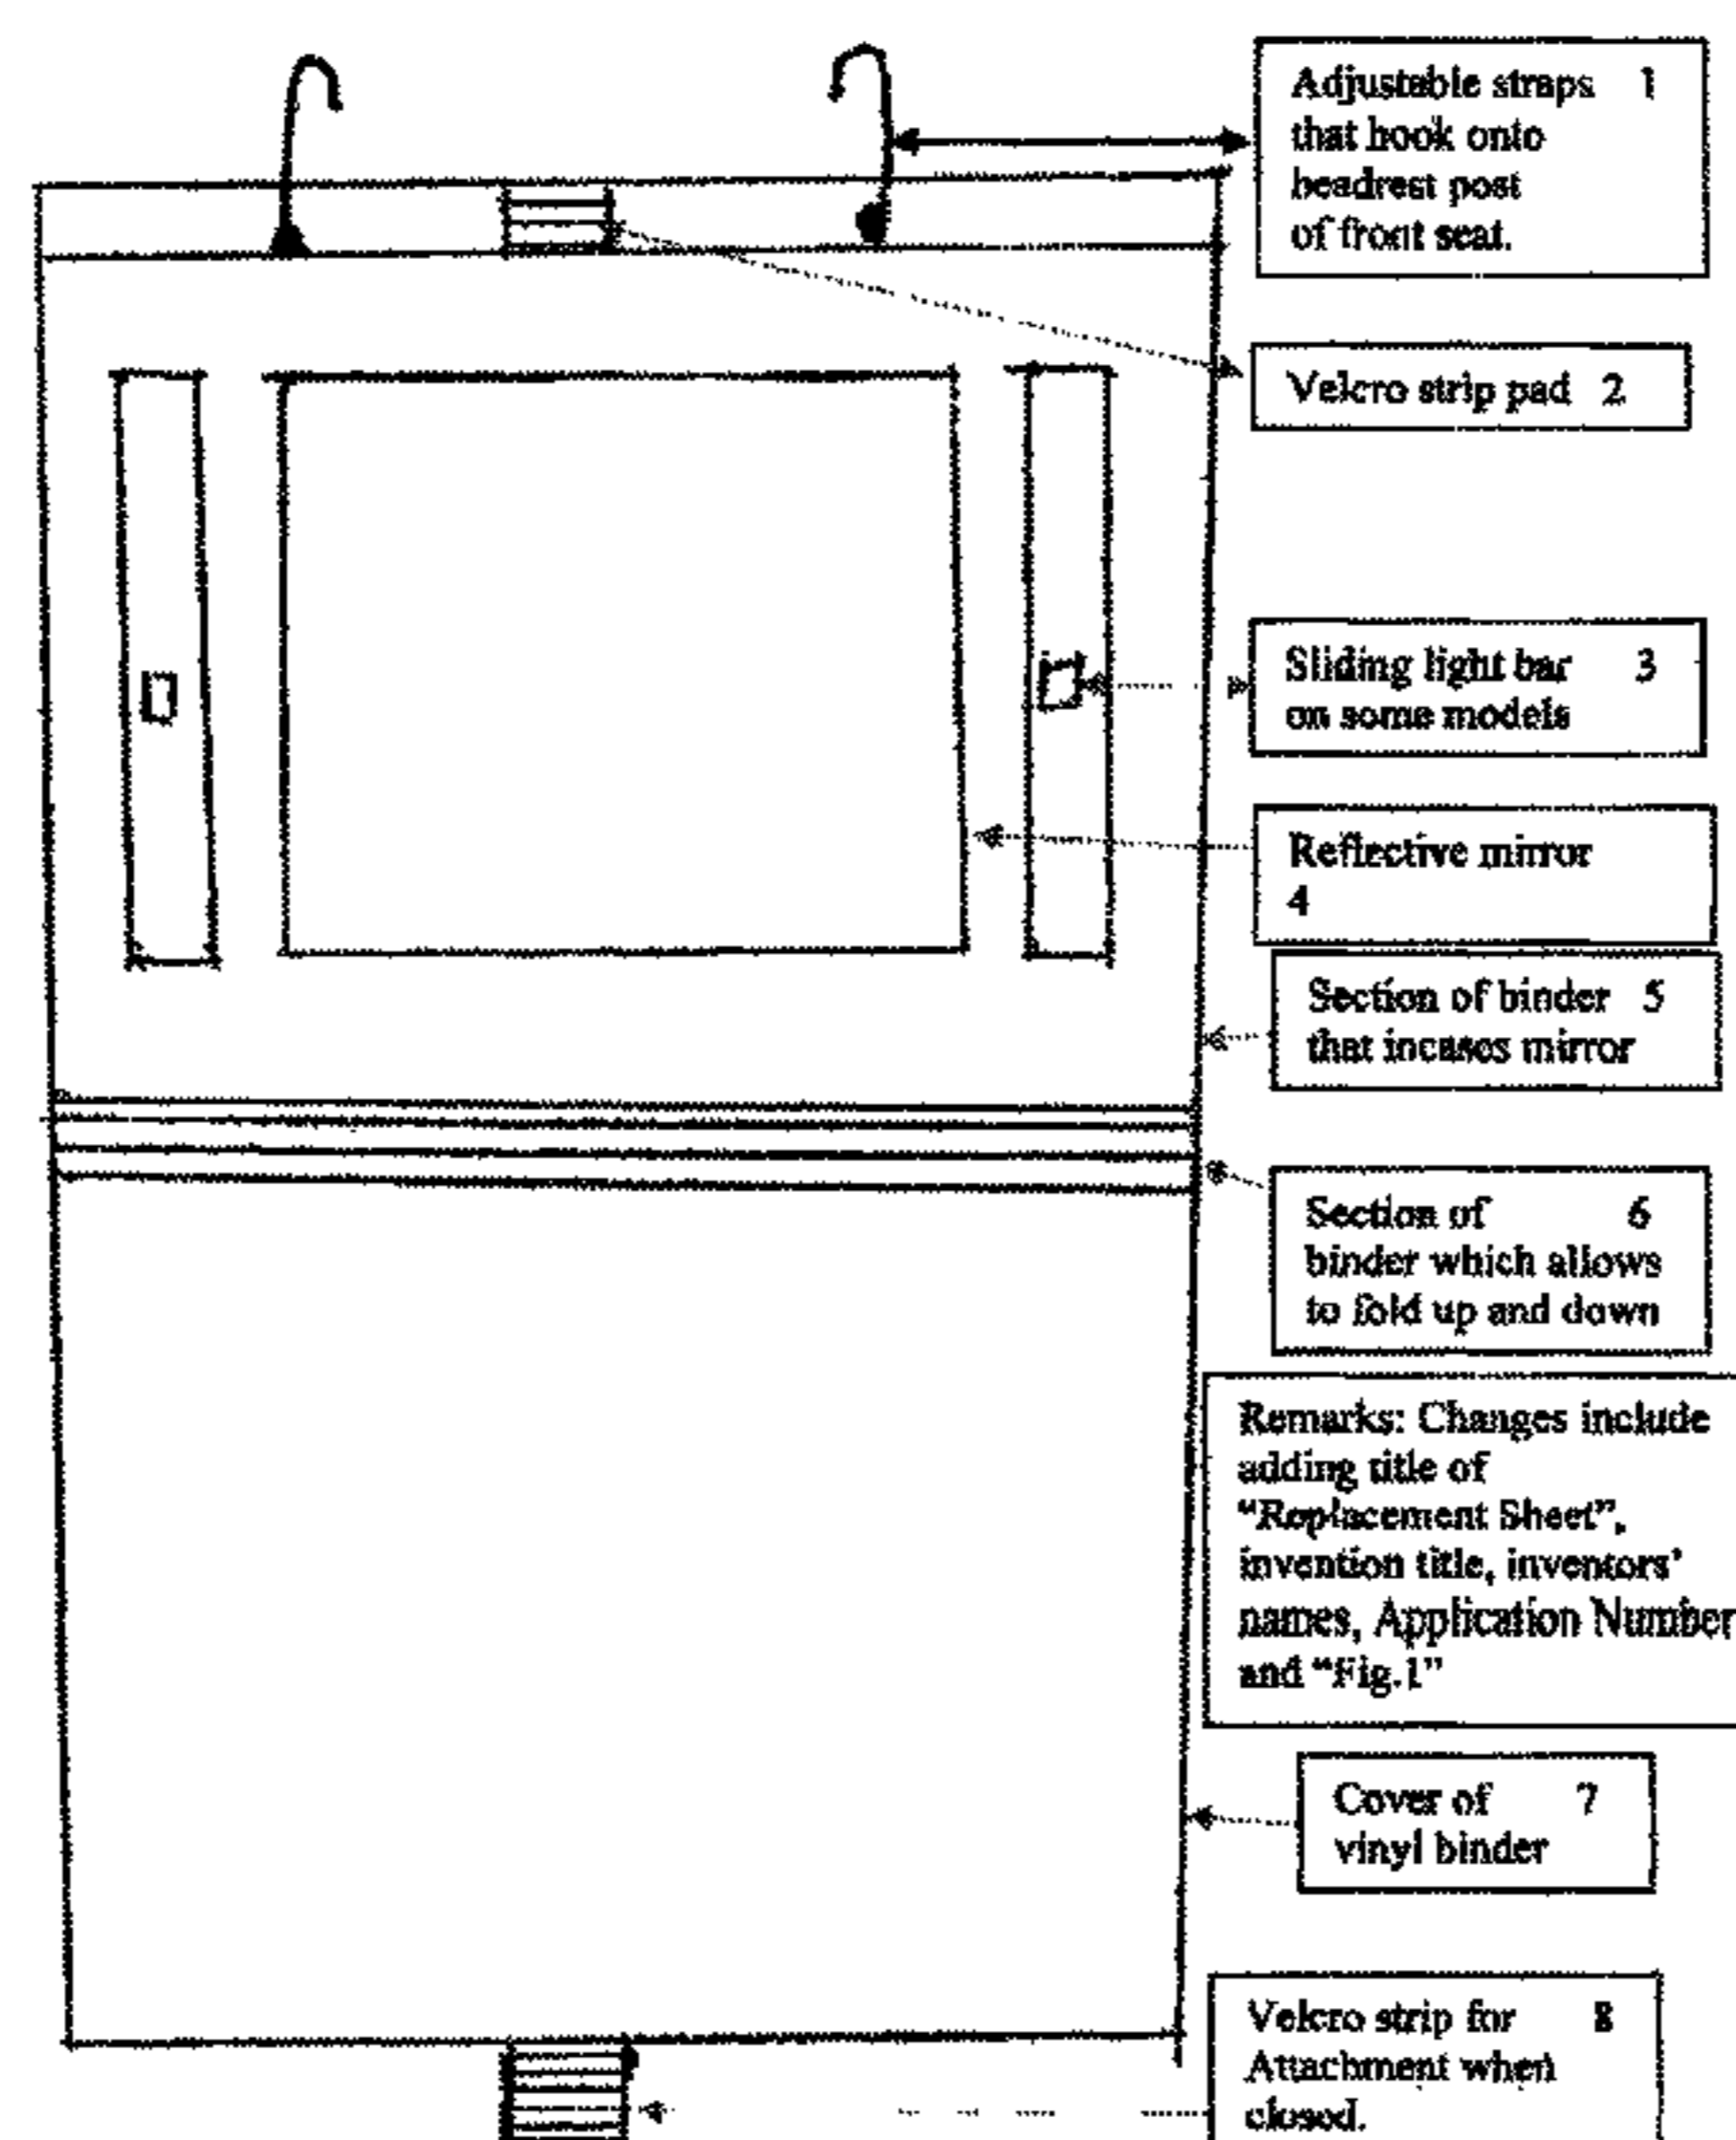 Adjustable straps 1
that hook onto
headrest post
of front seat.
Velcro strip pad 2
Sliding light bar 3
on some models
Reflective mirror
4
Section of binder 5
that incases mirror
Section of 6
binder which allows
to fold up and down
Remarks: Changes include
adding title of
“Replacement Sheet”,
invention title, inventors’
names, Application Number
and “Fig.1”
Cover of 7
vinyl binder
Velcro strip for 8
Attachment when
closed.